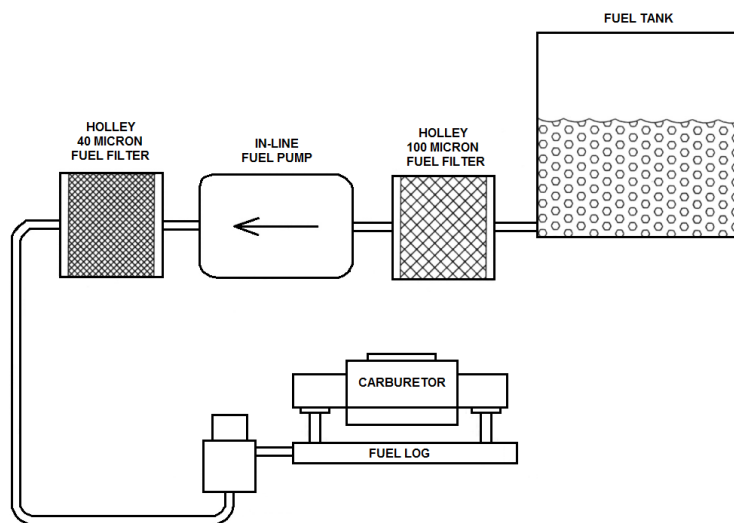 FUEL TANK
HOLLEY
40 MICRON
FUEL FILTER
IN-LINE
FUEL PUMP
HOLLEY
100 MICRON
FUEL FILTER
CARBURETOR
FUEL LOG